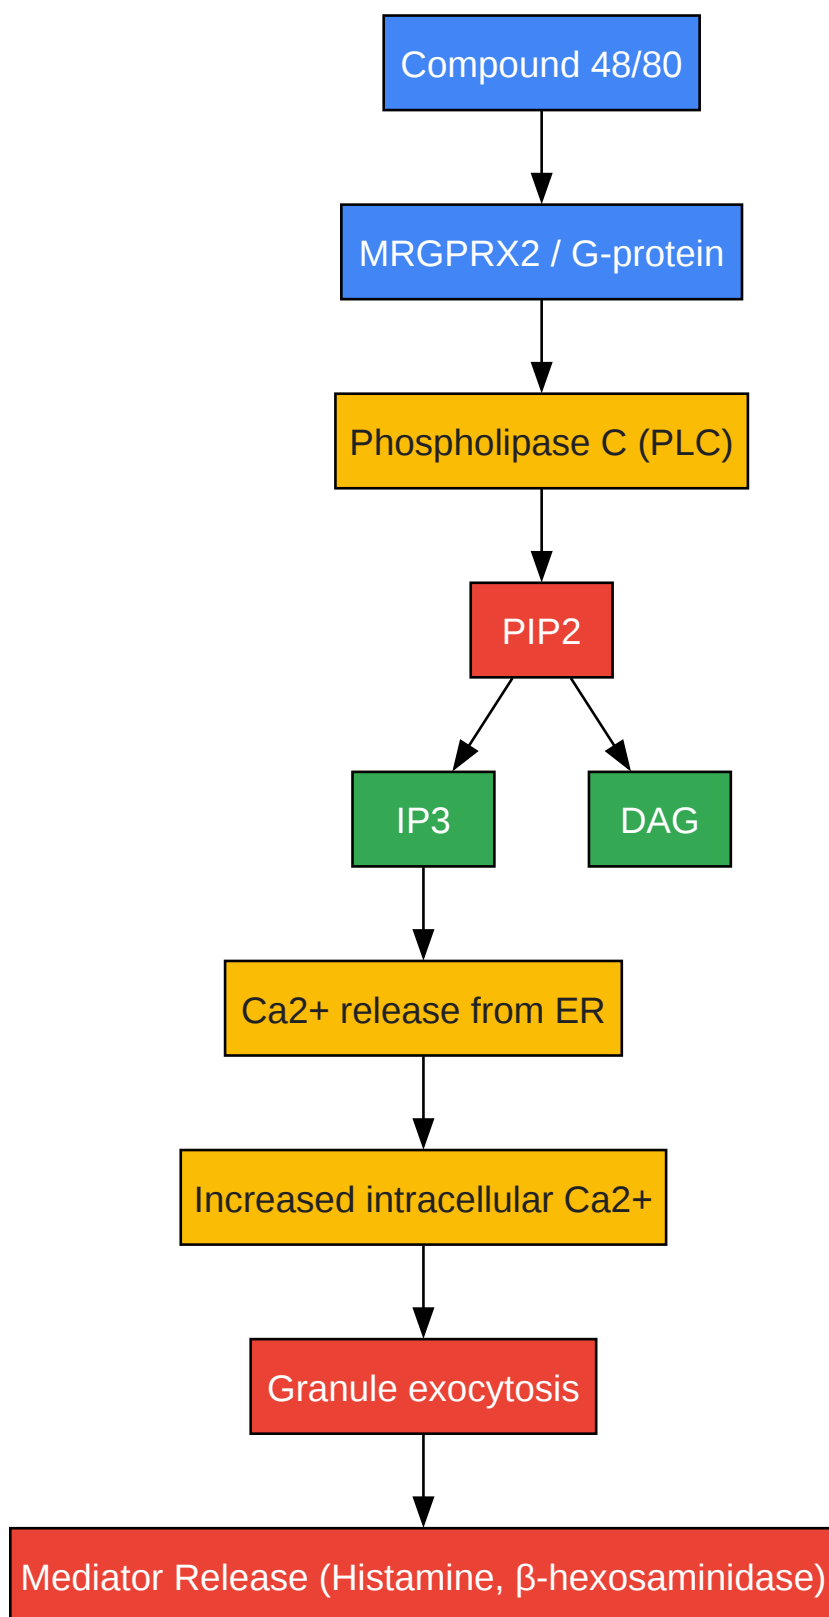 Compound 48/80
MRGPRX2 / G-protein
Phospholipase C (PLC)
PIP2
IP3
DAG
Ca2+ release from ER
Increased intracellular Ca2+
Granule exocytosis
Mediator Release (Histamine, β-hexosaminidase)